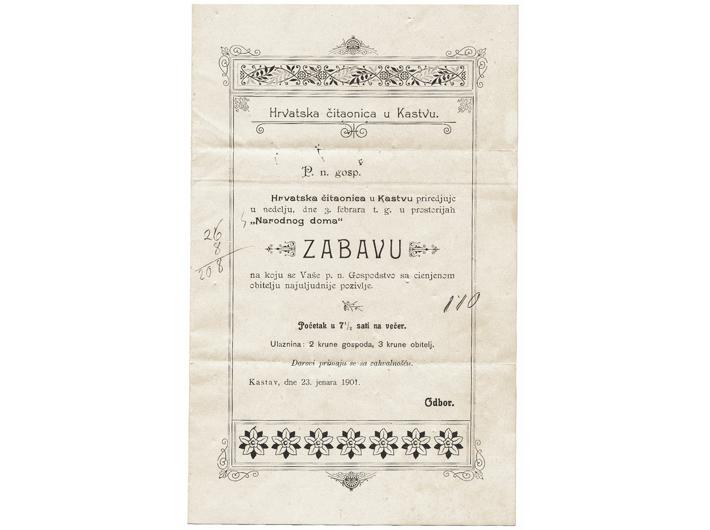 Hrvatska čitaonica u Kastvu.
P. n. gosp.
Hrvatska čitaonica u Kastvu priredjuje
u nedelju, dne 3. febrara t. g. u prostorijah
„Narodnog doma“
ZABAVU
na koju se Vaše p. n. Gospodstvo sa cienjenom
obitelju najuljudnije pozivlje.
Početak u 7½ sati na večer.
Ulaznina: 2 krune gospoda, 3 krune obitelj.
Darovi primaju se sa zahvalnošću.
Kastav, dne 23. jenara 1901.
Odbor.
26
8
208
110